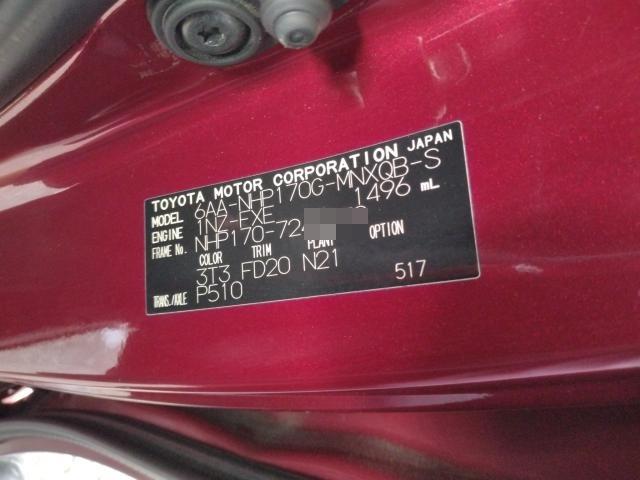 TOYOTA MOTOR CORPORATION JAPAN
MODEL 6AA-NHP170G-MNXQB-S
ENGINE 1NZ-FXE 1496 mL
FRAME No. NHP170-724
COLOR TRIM PLANT OPTION
3T3 FD20 N21 517
TRANS./AXLE P510